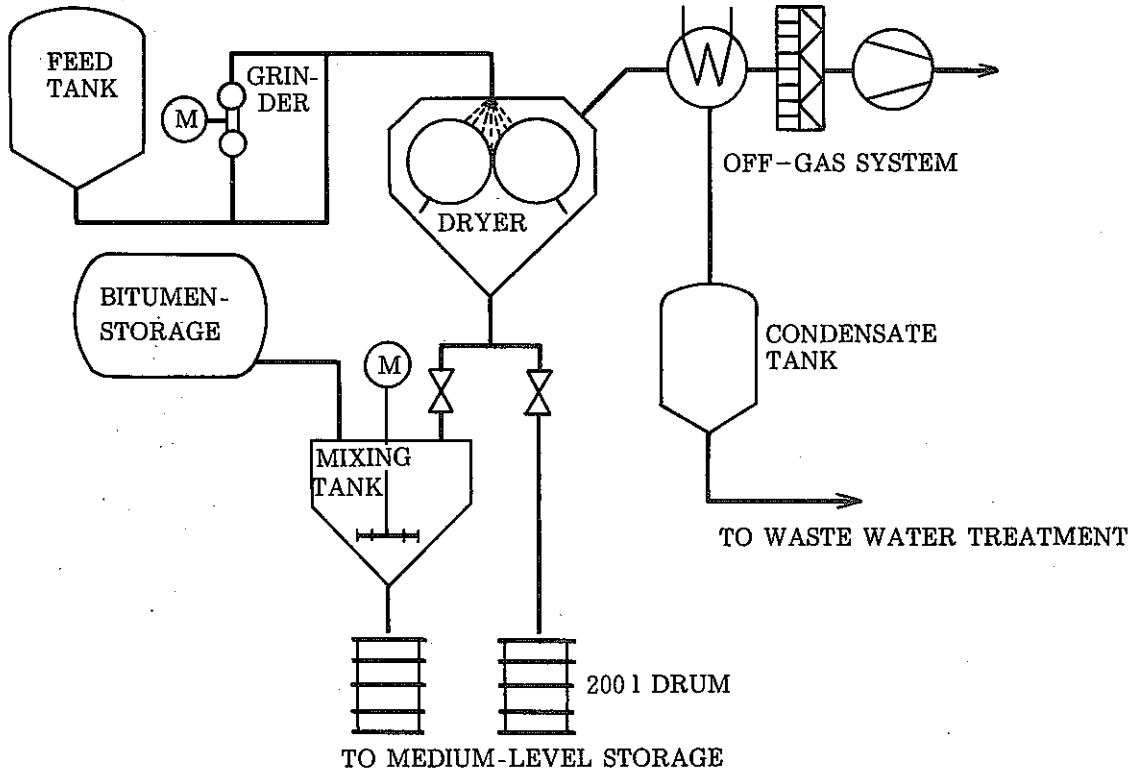 FEED
TANK
M
GRIN-
DER
OFF-GAS SYSTEM
DRYER
BITUMEN-
STORAGE
M
CONDENSATE
TANK
MIXING
TANK
TO WASTE WATER TREATMENT
200 l DRUM
TO MEDIUM-LEVEL STORAGE